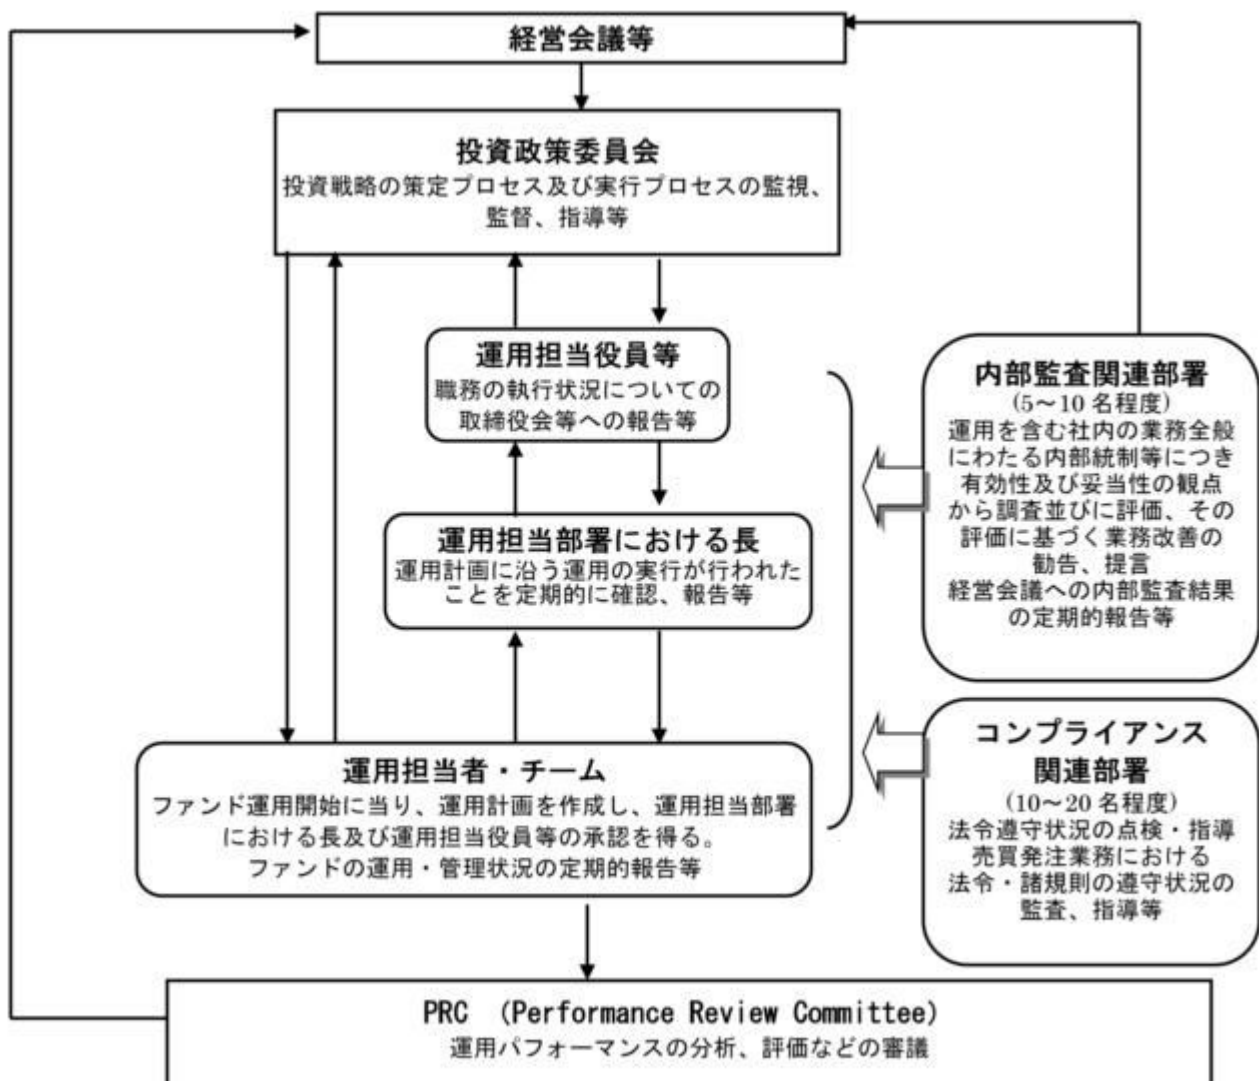 経営会議等
投資政策委員会
投資戦略の策定プロセス及び実行プロセスの監視、
監督、指導等
運用担当役員等
職務の執行状況についての
取締役会等への報告等
運用担当部署における長
運用計画に沿う運用の実行が行われた
ことを定期的に確認、報告等
運用担当者・チーム
ファンド運用開始に当り、運用計画を作成し、運用担当部署
における長及び運用担当役員等の承認を得る。
ファンドの運用・管理状況の定期的報告等
内部監査関連部署
(5～10 名程度)
運用を含む社内の業務全般
にわたる内部統制等につき
有効性及び妥当性の観点
から調査並びに評価、その
評価に基づく業務改善の
勧告、提言
経営会議への内部監査結果
の定期的報告等
コンプライアンス
関連部署
(10～20 名程度)
法令遵守状況の点検・指導
売買発注業務における
法令・諸規則の遵守状況の
監査、指導等
PRC (Performance Review Committee)
運用パフォーマンスの分析、評価などの審議